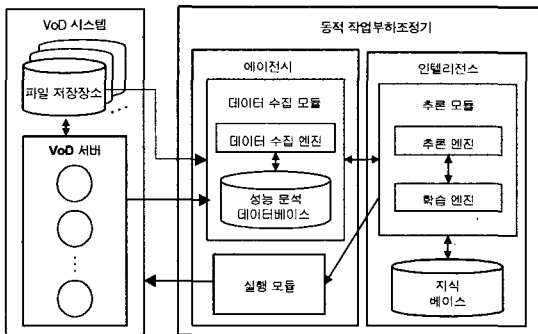 VoD 시스템
파일 저장장소
VoD 서버
동적 작업부하조정기
에이전시
데이터 수집 모듈
데이터 수집 엔진
성능 분석
데이터베이스
실행 모듈
인텔리전스
추론 모듈
추론 엔진
학습 엔진
지식
베이스